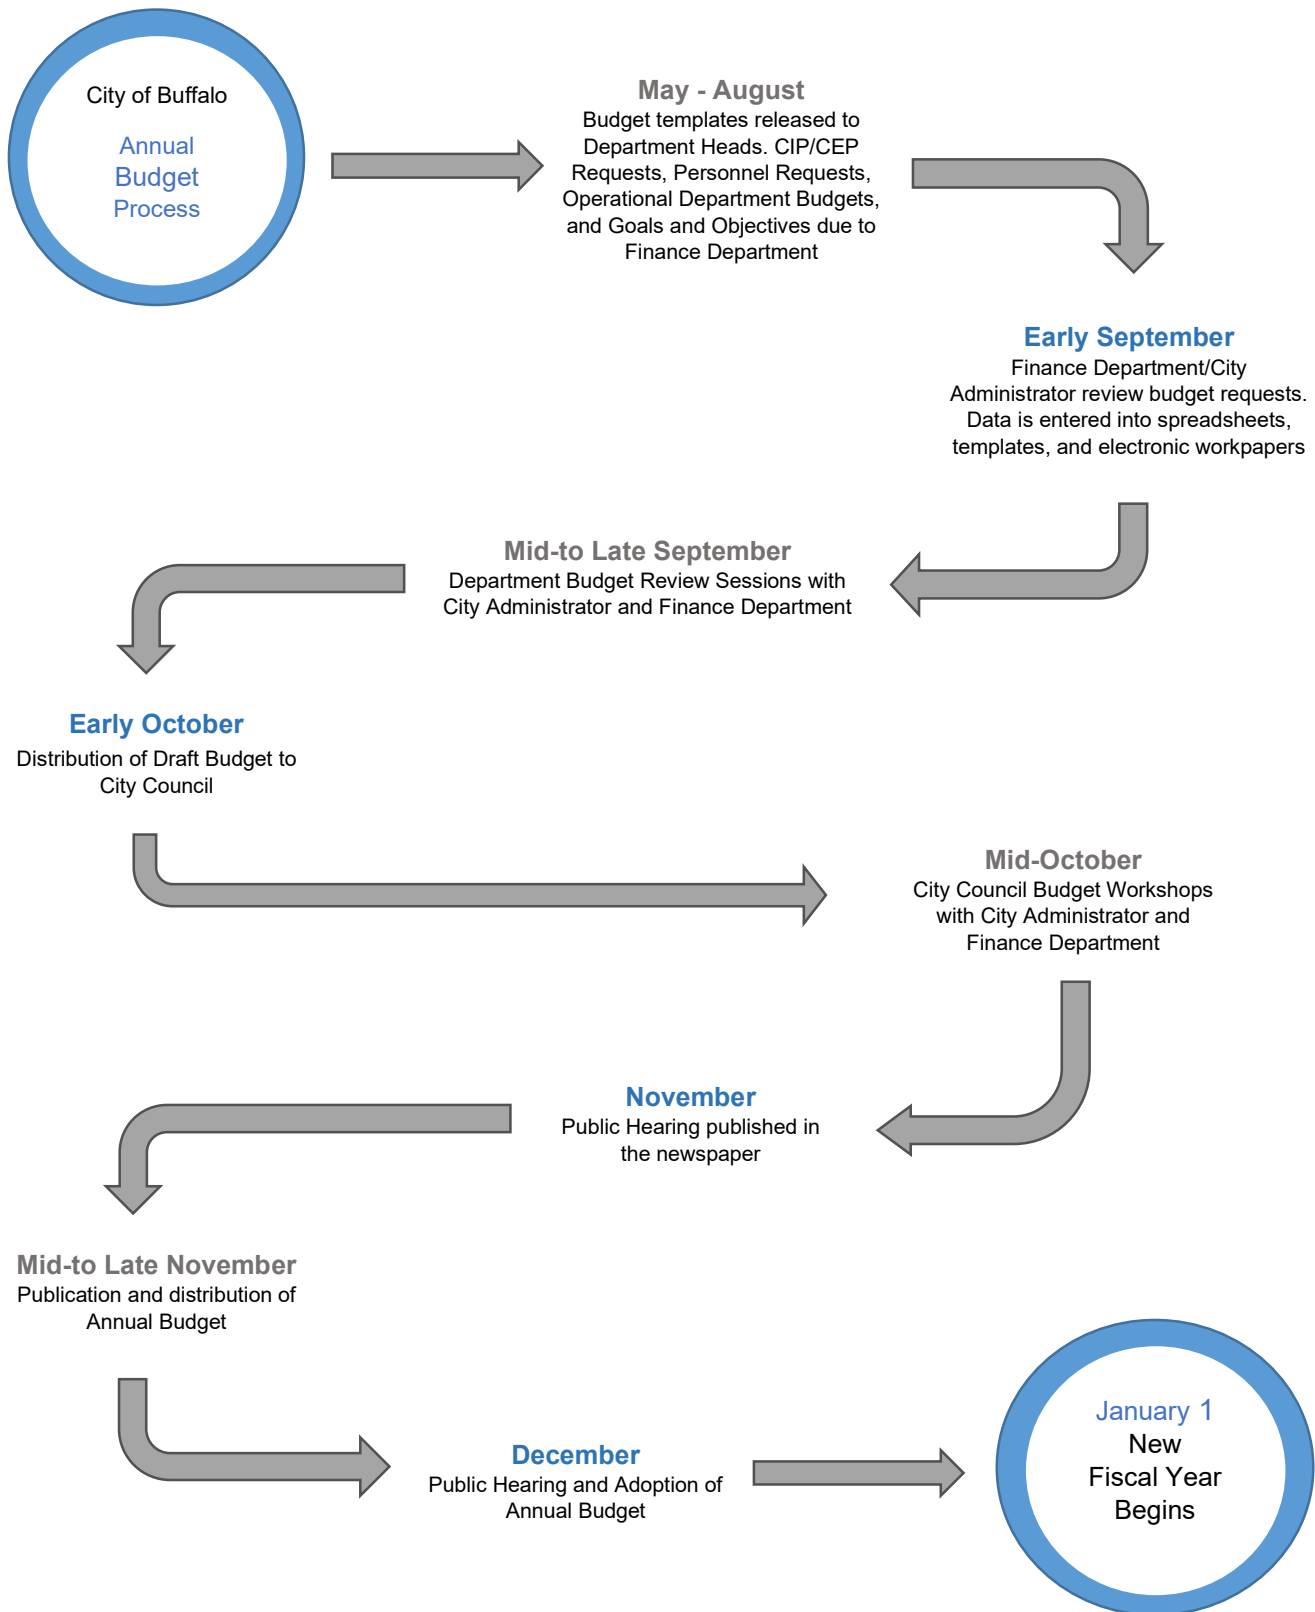 City of Buffalo
Annual
Budget
Process
May - August
Budget templates released to
Department Heads. CIP/CEP
Requests, Personnel Requests,
Operational Department Budgets,
and Goals and Objectives due to
Finance Department
Early September
Finance Department/City
Administrator review budget requests.
Data is entered into spreadsheets,
templates, and electronic workpapers
Mid-to Late September
Department Budget Review Sessions with
City Administrator and Finance Department
Early October
Distribution of Draft Budget to
City Council
Mid-October
City Council Budget Workshops
with City Administrator and
Finance Department
November
Public Hearing published in
the newspaper
Mid-to Late November
Publication and distribution of
Annual Budget
December
Public Hearing and Adoption of
Annual Budget
January 1
New
Fiscal Year
Begins